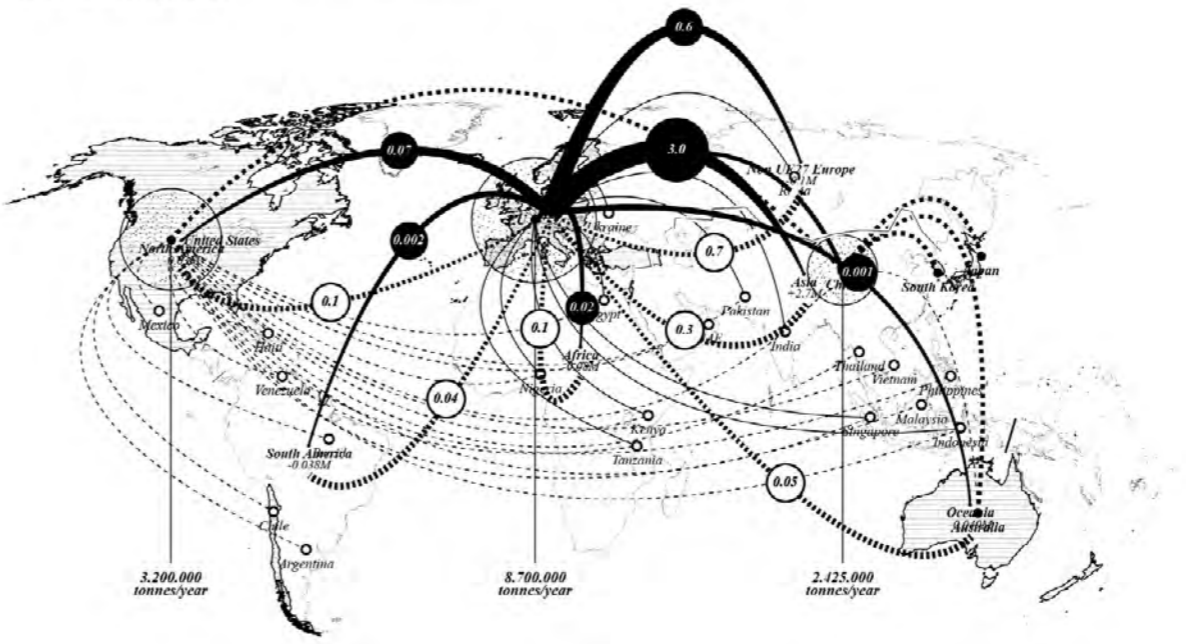 0.6
0.07
3.0
Non UE27 Europe
Ukraine
United States
North America
0.002
0.7
0.001
Asia
-2.7M
South Korea
Japan
0.1
Mexico
Haiti
0.02
Egypt
0.1
0.3
Pakistan
India
Africa
Nigeria
Venezuela
0.04
Thailand
Vietnam
Philippines
Malaysia
Singapore
Indonesia
Kenya
Tanzania
South America
-0.038M
0.05
Oceania
Australia
Chile
Argentina
3.200.000
tonnes/year
8.700.000
tonnes/year
2.425.000
tonnes/year